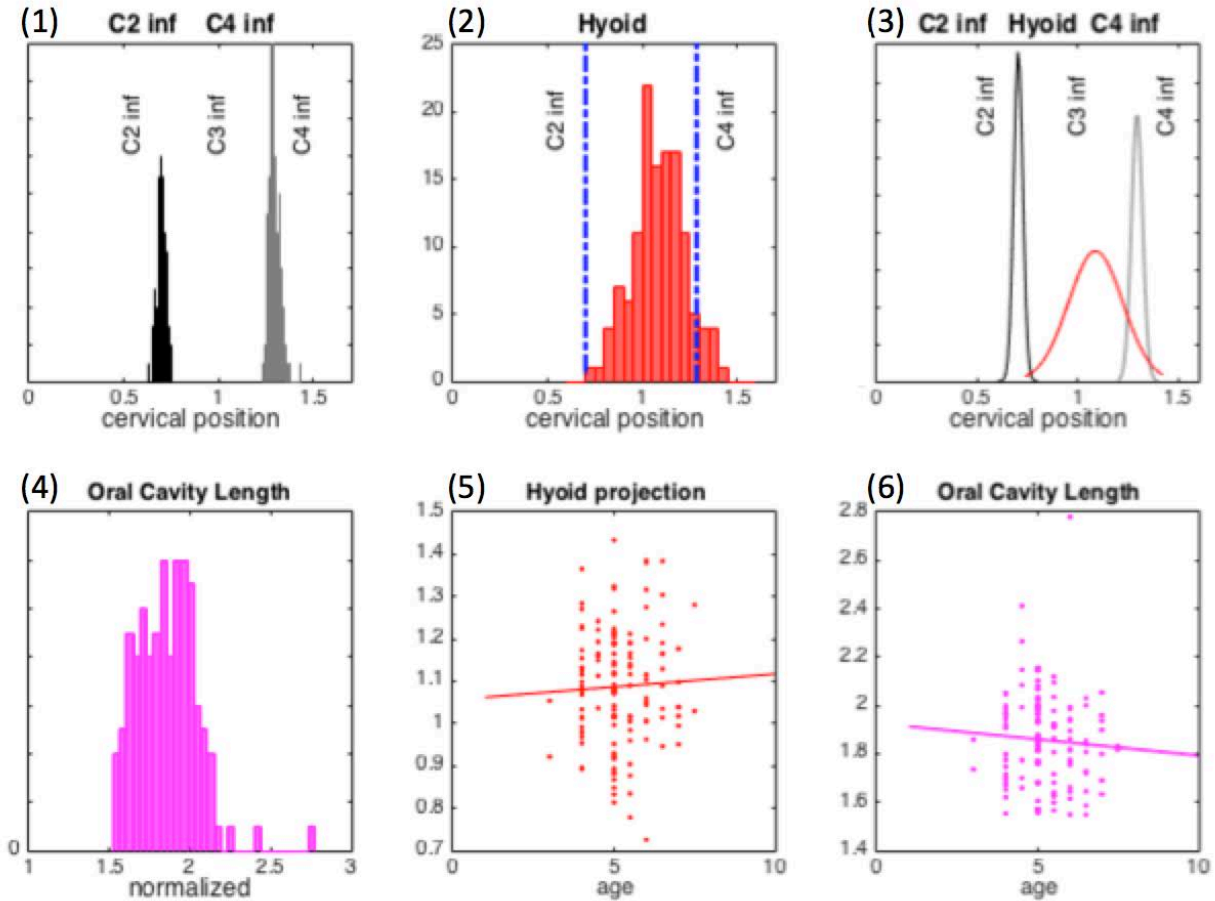 (1) C2 inf C4 inf
C2 inf
C3 inf
C4 inf
0 0.5 1 1.5
cervical position
(2) Hyoid
25
20
15
10
5
0
C2 inf
C4 inf
0 0.5 1 1.5
cervical position
(3) C2 inf Hyoid C4 inf
C2 inf
C3 inf
C4 inf
0 0.5 1 1.5
cervical position
(4) Oral Cavity Length
0
1 1.5 2 2.5 3
normalized
(5) Hyoid projection
1.5
1.4
1.3
1.2
1.1
1
0.9
0.8
0.7
0 5 10
age
(6) Oral Cavity Length
2.8
2.6
2.4
2.2
2
1.8
1.6
1.4
0 5 10
age